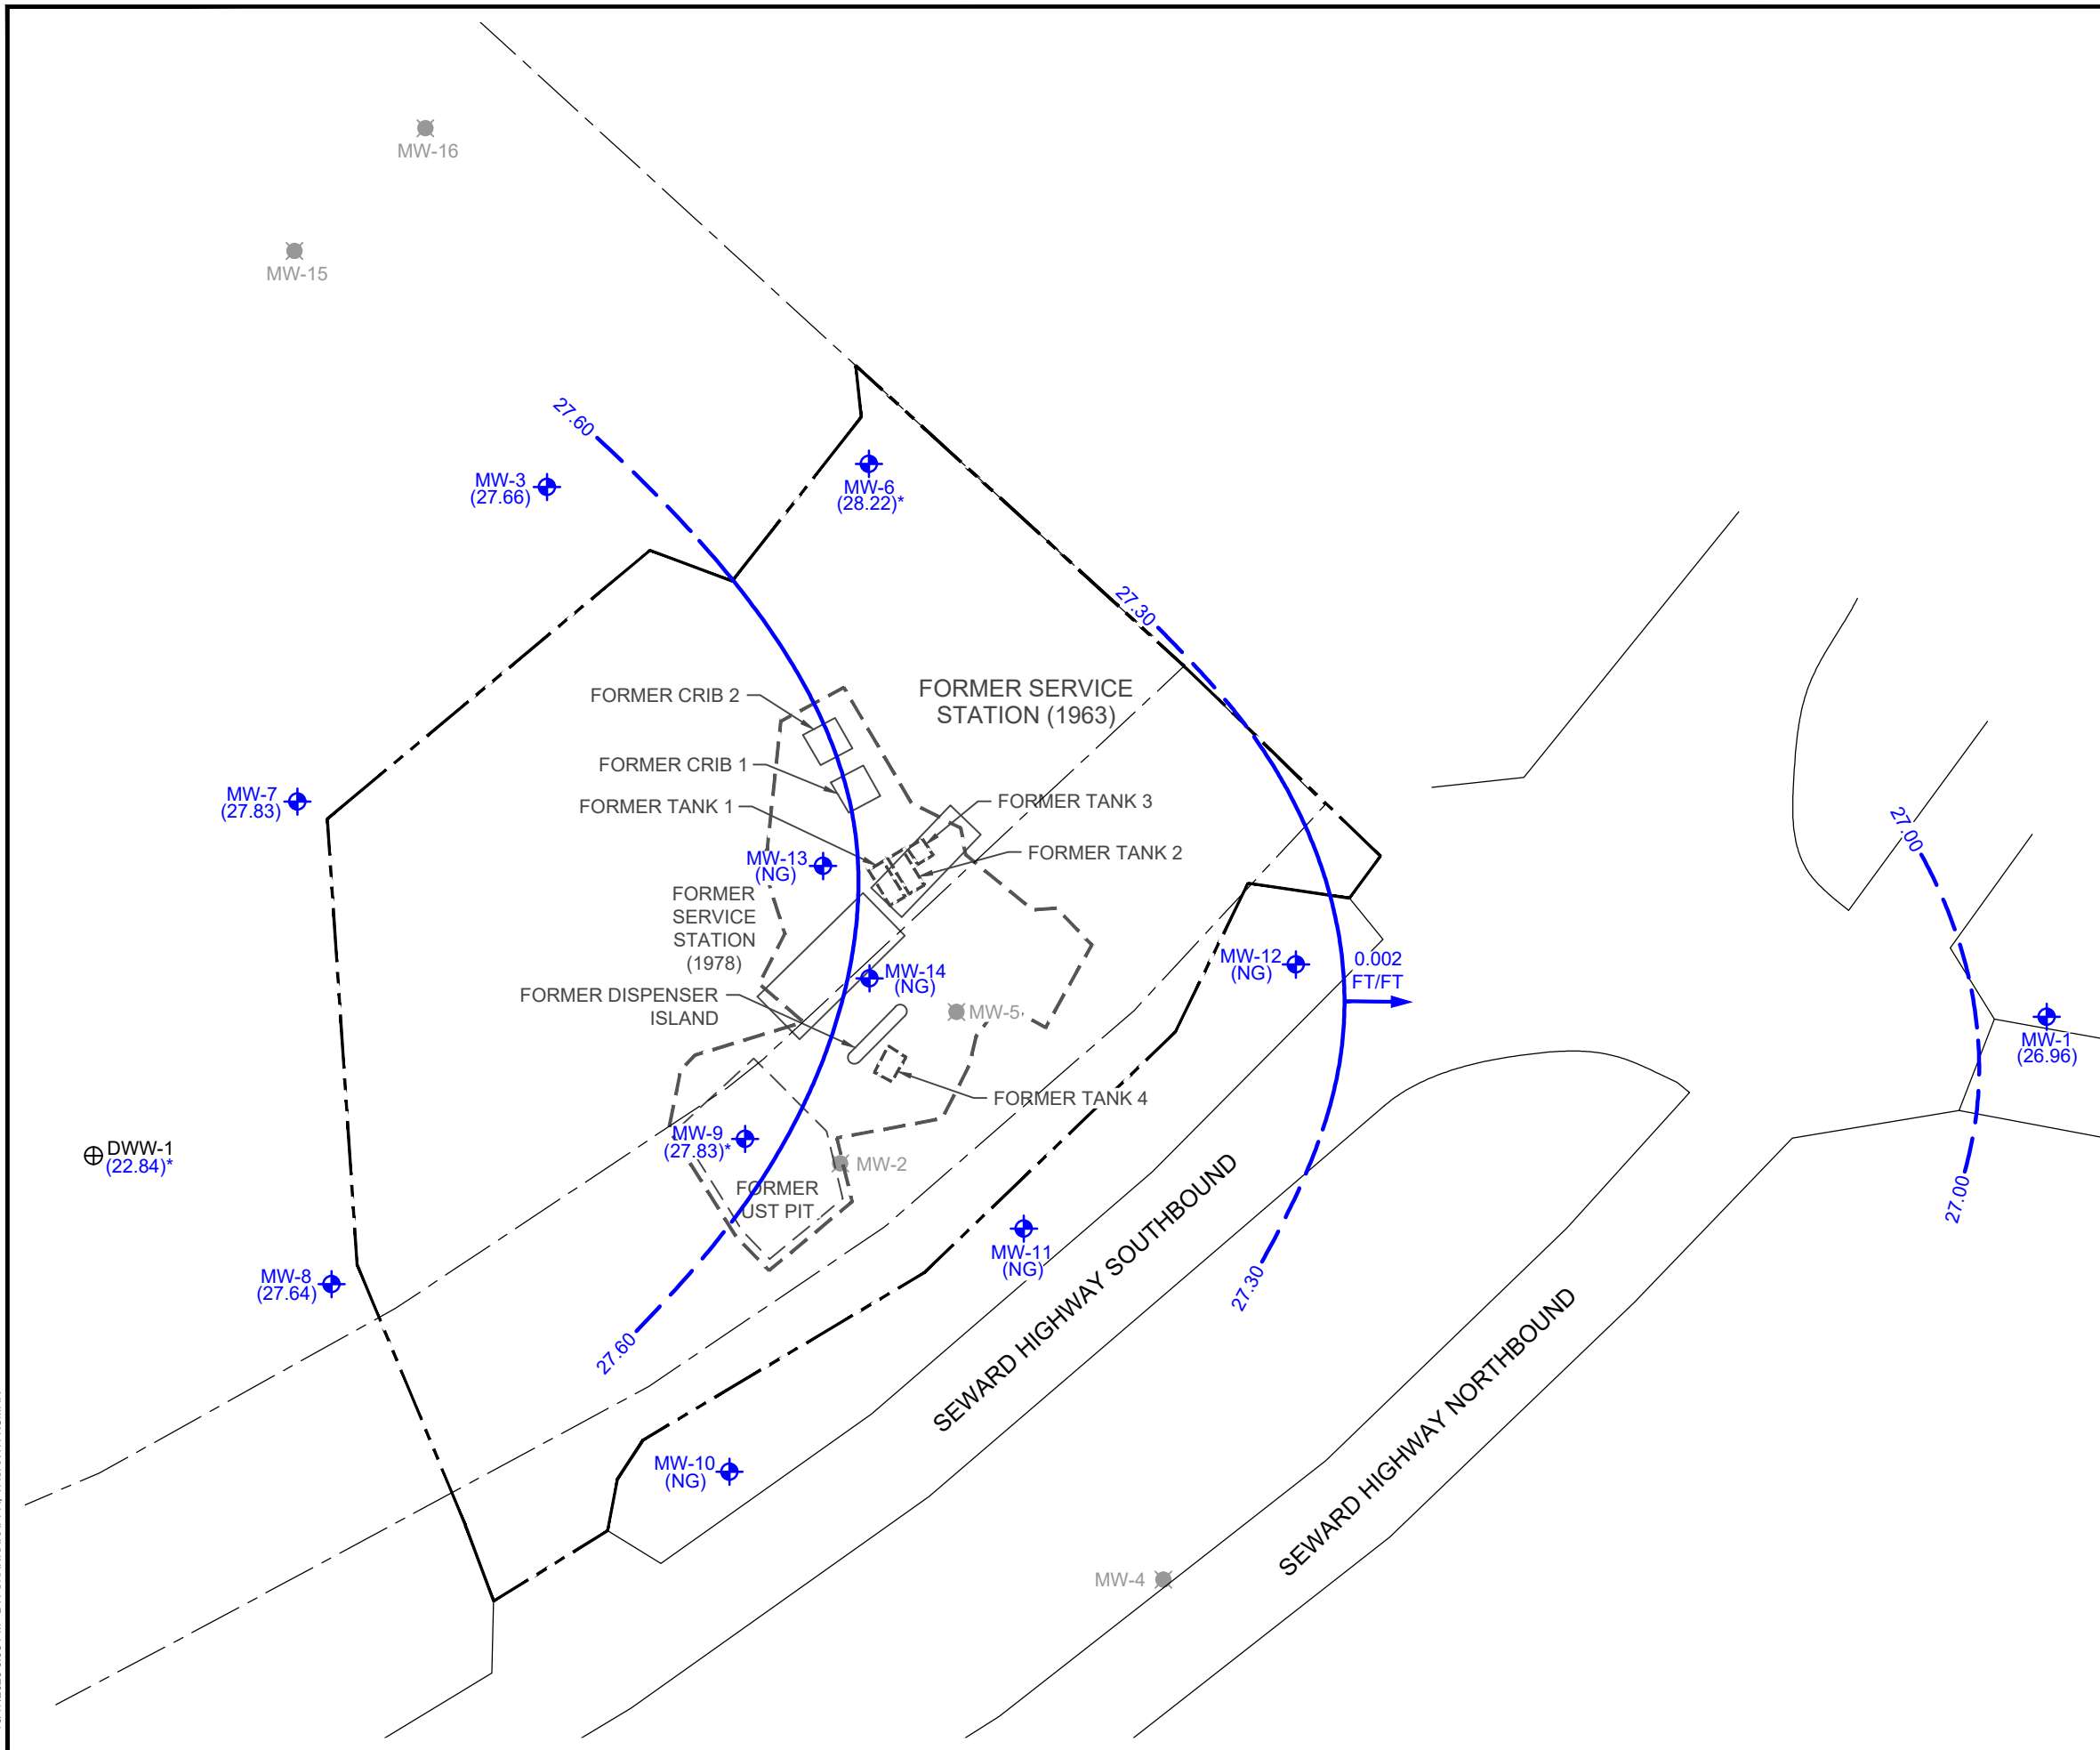 MW-16
MW-15
27.60
MW-3
(27.66)
MW-6
(28.22)*
27.30
FORMER CRIB 2
FORMER SERVICE
STATION (1963)
FORMER CRIB 1
MW-7
(27.83)
FORMER TANK 1
FORMER TANK 3
27.00
FORMER TANK 2
MW-13
(NG)
FORMER
SERVICE
STATION
(1978)
MW-14
(NG)
MW-12
(NG)
0.002
FT/FT
FORMER DISPENSER
ISLAND
MW-5
MW-1
(26.96)
FORMER TANK 4
DWW-1
(22.84)*
MW-9
(27.83)*
MW-2
FORMER
UST PIT
27.00
MW-8
(27.64)
MW-11
(NG)
27.30
27.60
SEWARD HIGHWAY SOUTHBOUND
SEWARD HIGHWAY NORTHBOUND
MW-10
(NG)
MW-4